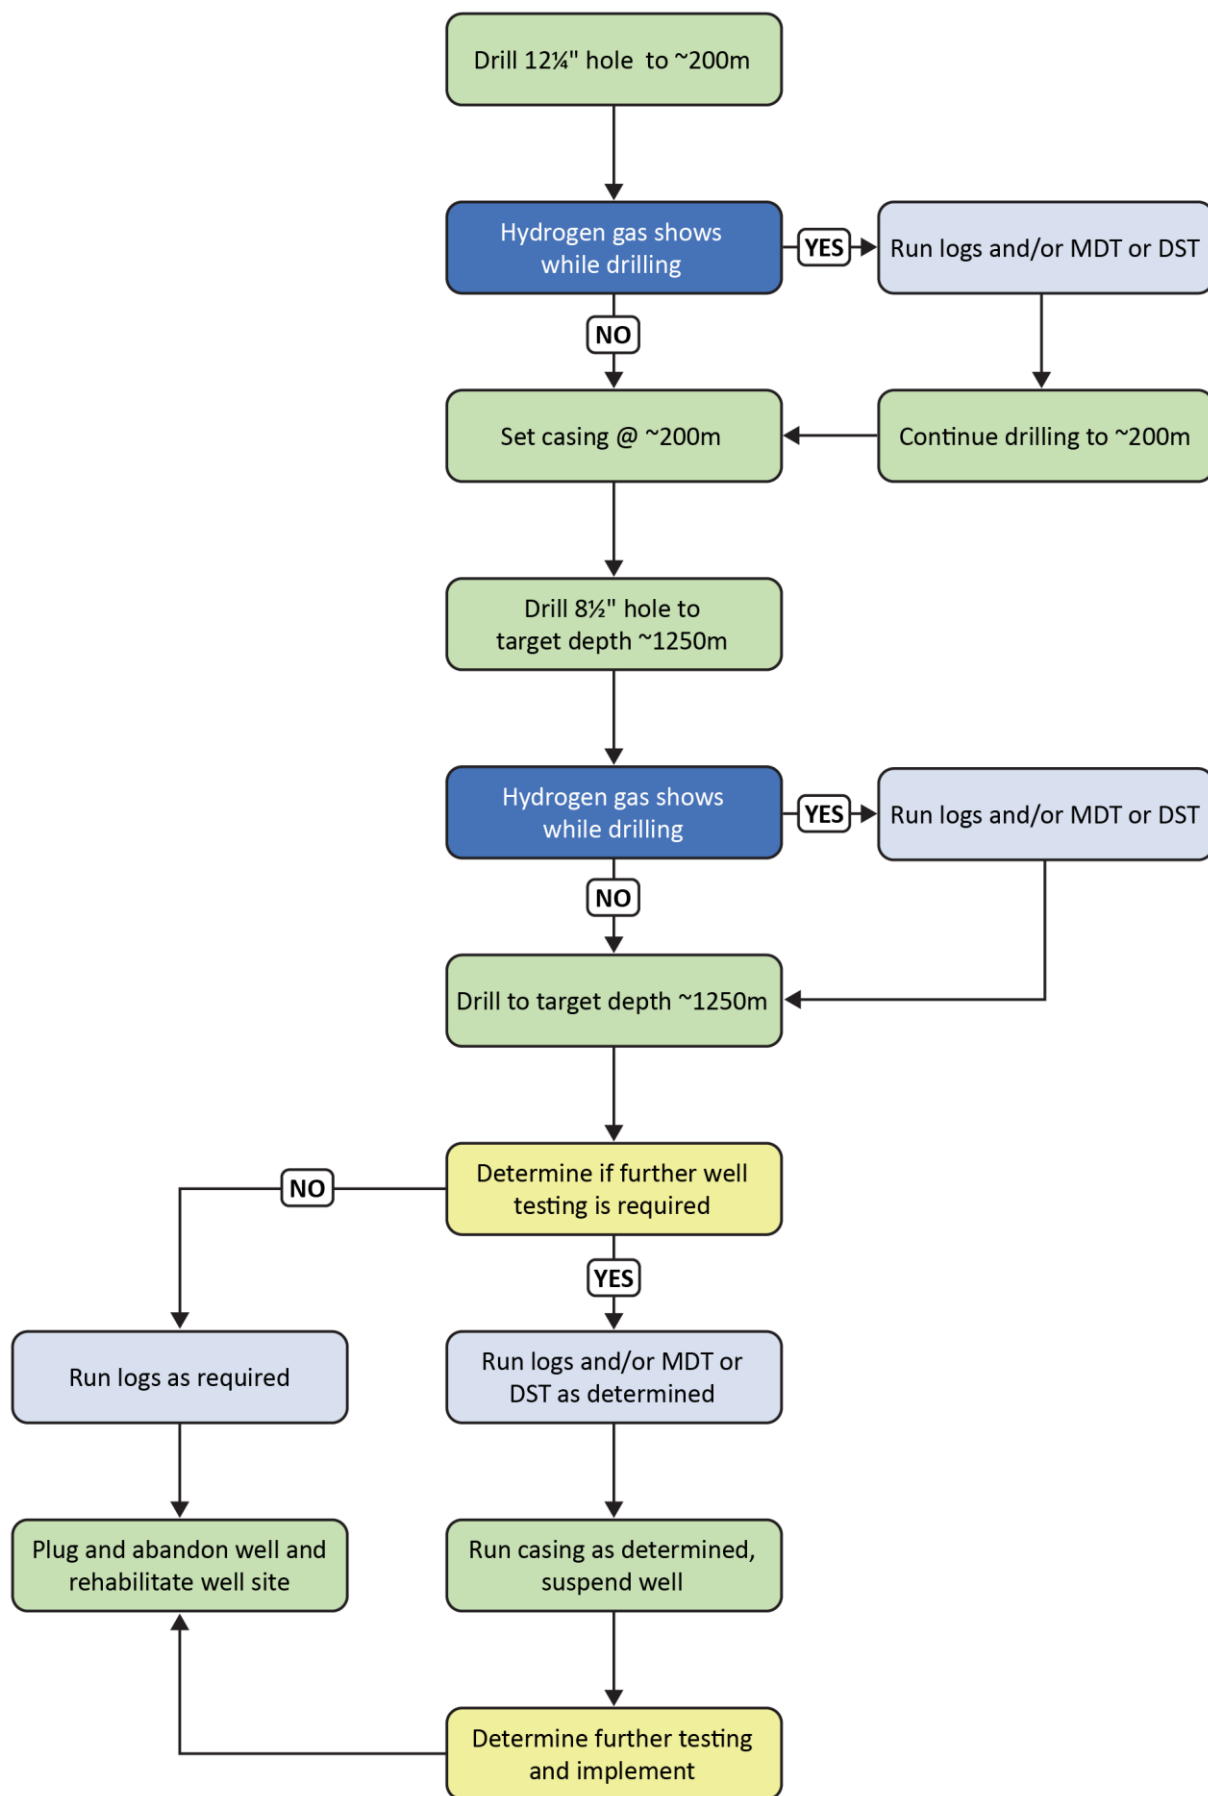 Drill 12¼" hole to ~200m
Hydrogen gas shows
while drilling
YES
Run logs and/or MDT or DST
NO
Set casing @ ~200m
Continue drilling to ~200m
Drill 8½" hole to
target depth ~1250m
Hydrogen gas shows
while drilling
YES
Run logs and/or MDT or DST
NO
Drill to target depth ~1250m
Determine if further well
testing is required
NO
YES
Run logs as required
Run logs and/or MDT or
DST as determined
Plug and abandon well and
rehabilitate well site
Run casing as determined,
suspend well
Determine further testing
and implement